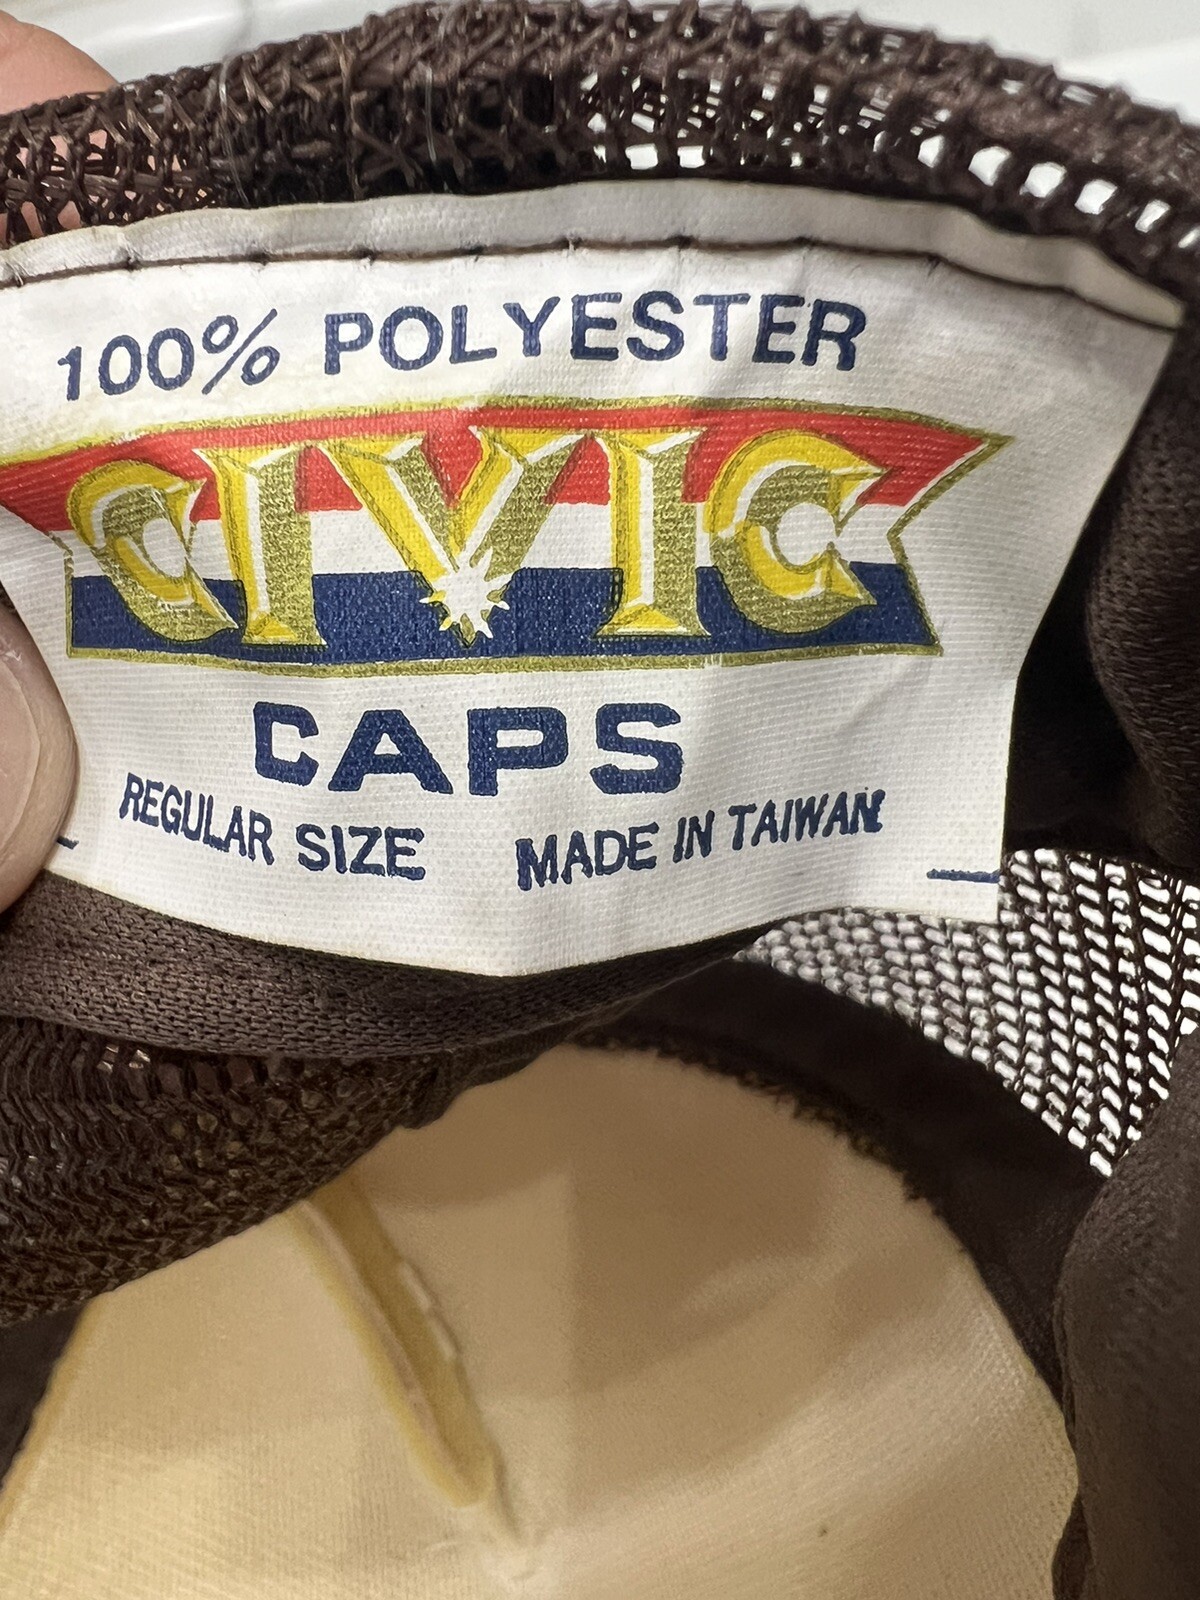 100% POLYESTER
CIVIC
CAPS
REGULAR SIZE MADE IN TAIWAN